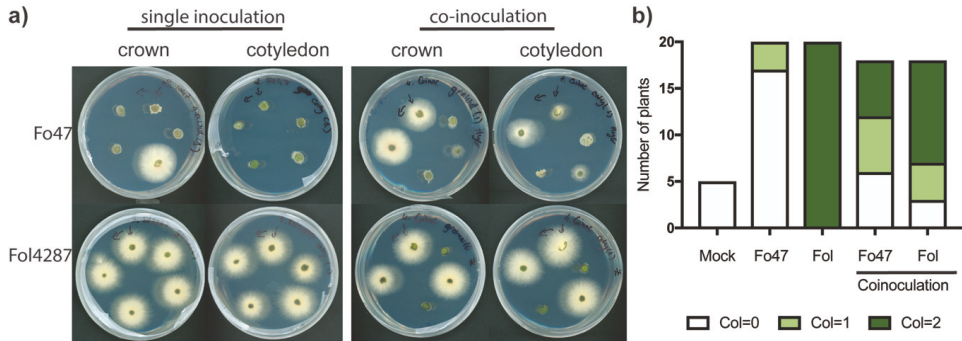 a)
single inoculation
co-inoculation
crown
cotyledon
crown
cotyledon
Fo47
Fol4287
b)
Number of plants
20
15
10
5
0
Mock
Fo47
Fol
Fo47
Fol
Coinoculation
Col=0
Col=1
Col=2